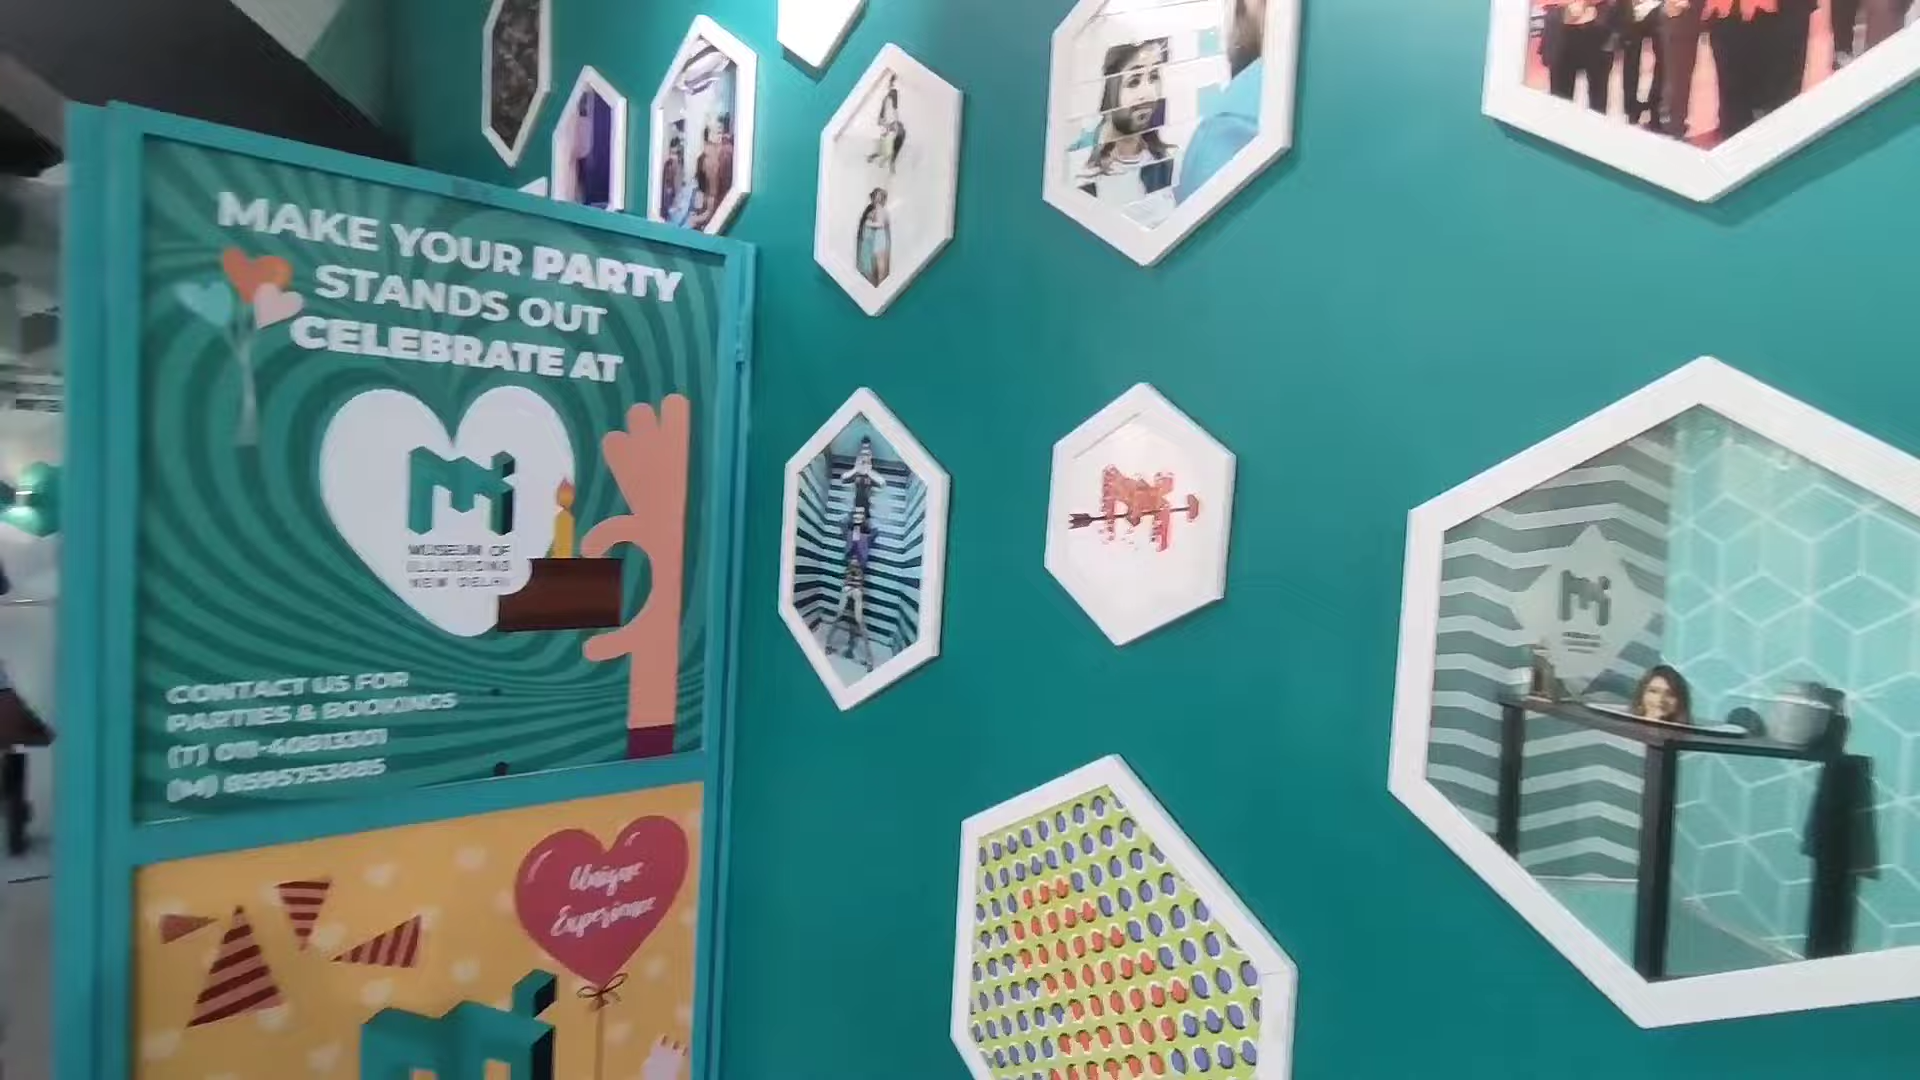 MAKE YOUR PARTY
STANDS OUT
CELEBRATE AT
MUSEUM OF
ILLUSIONS
NEW DELHI
CONTACT US FOR
PARTIES & BOOKINGS
(T) 011-40813301
(M) 8595753885
Unique
Experience